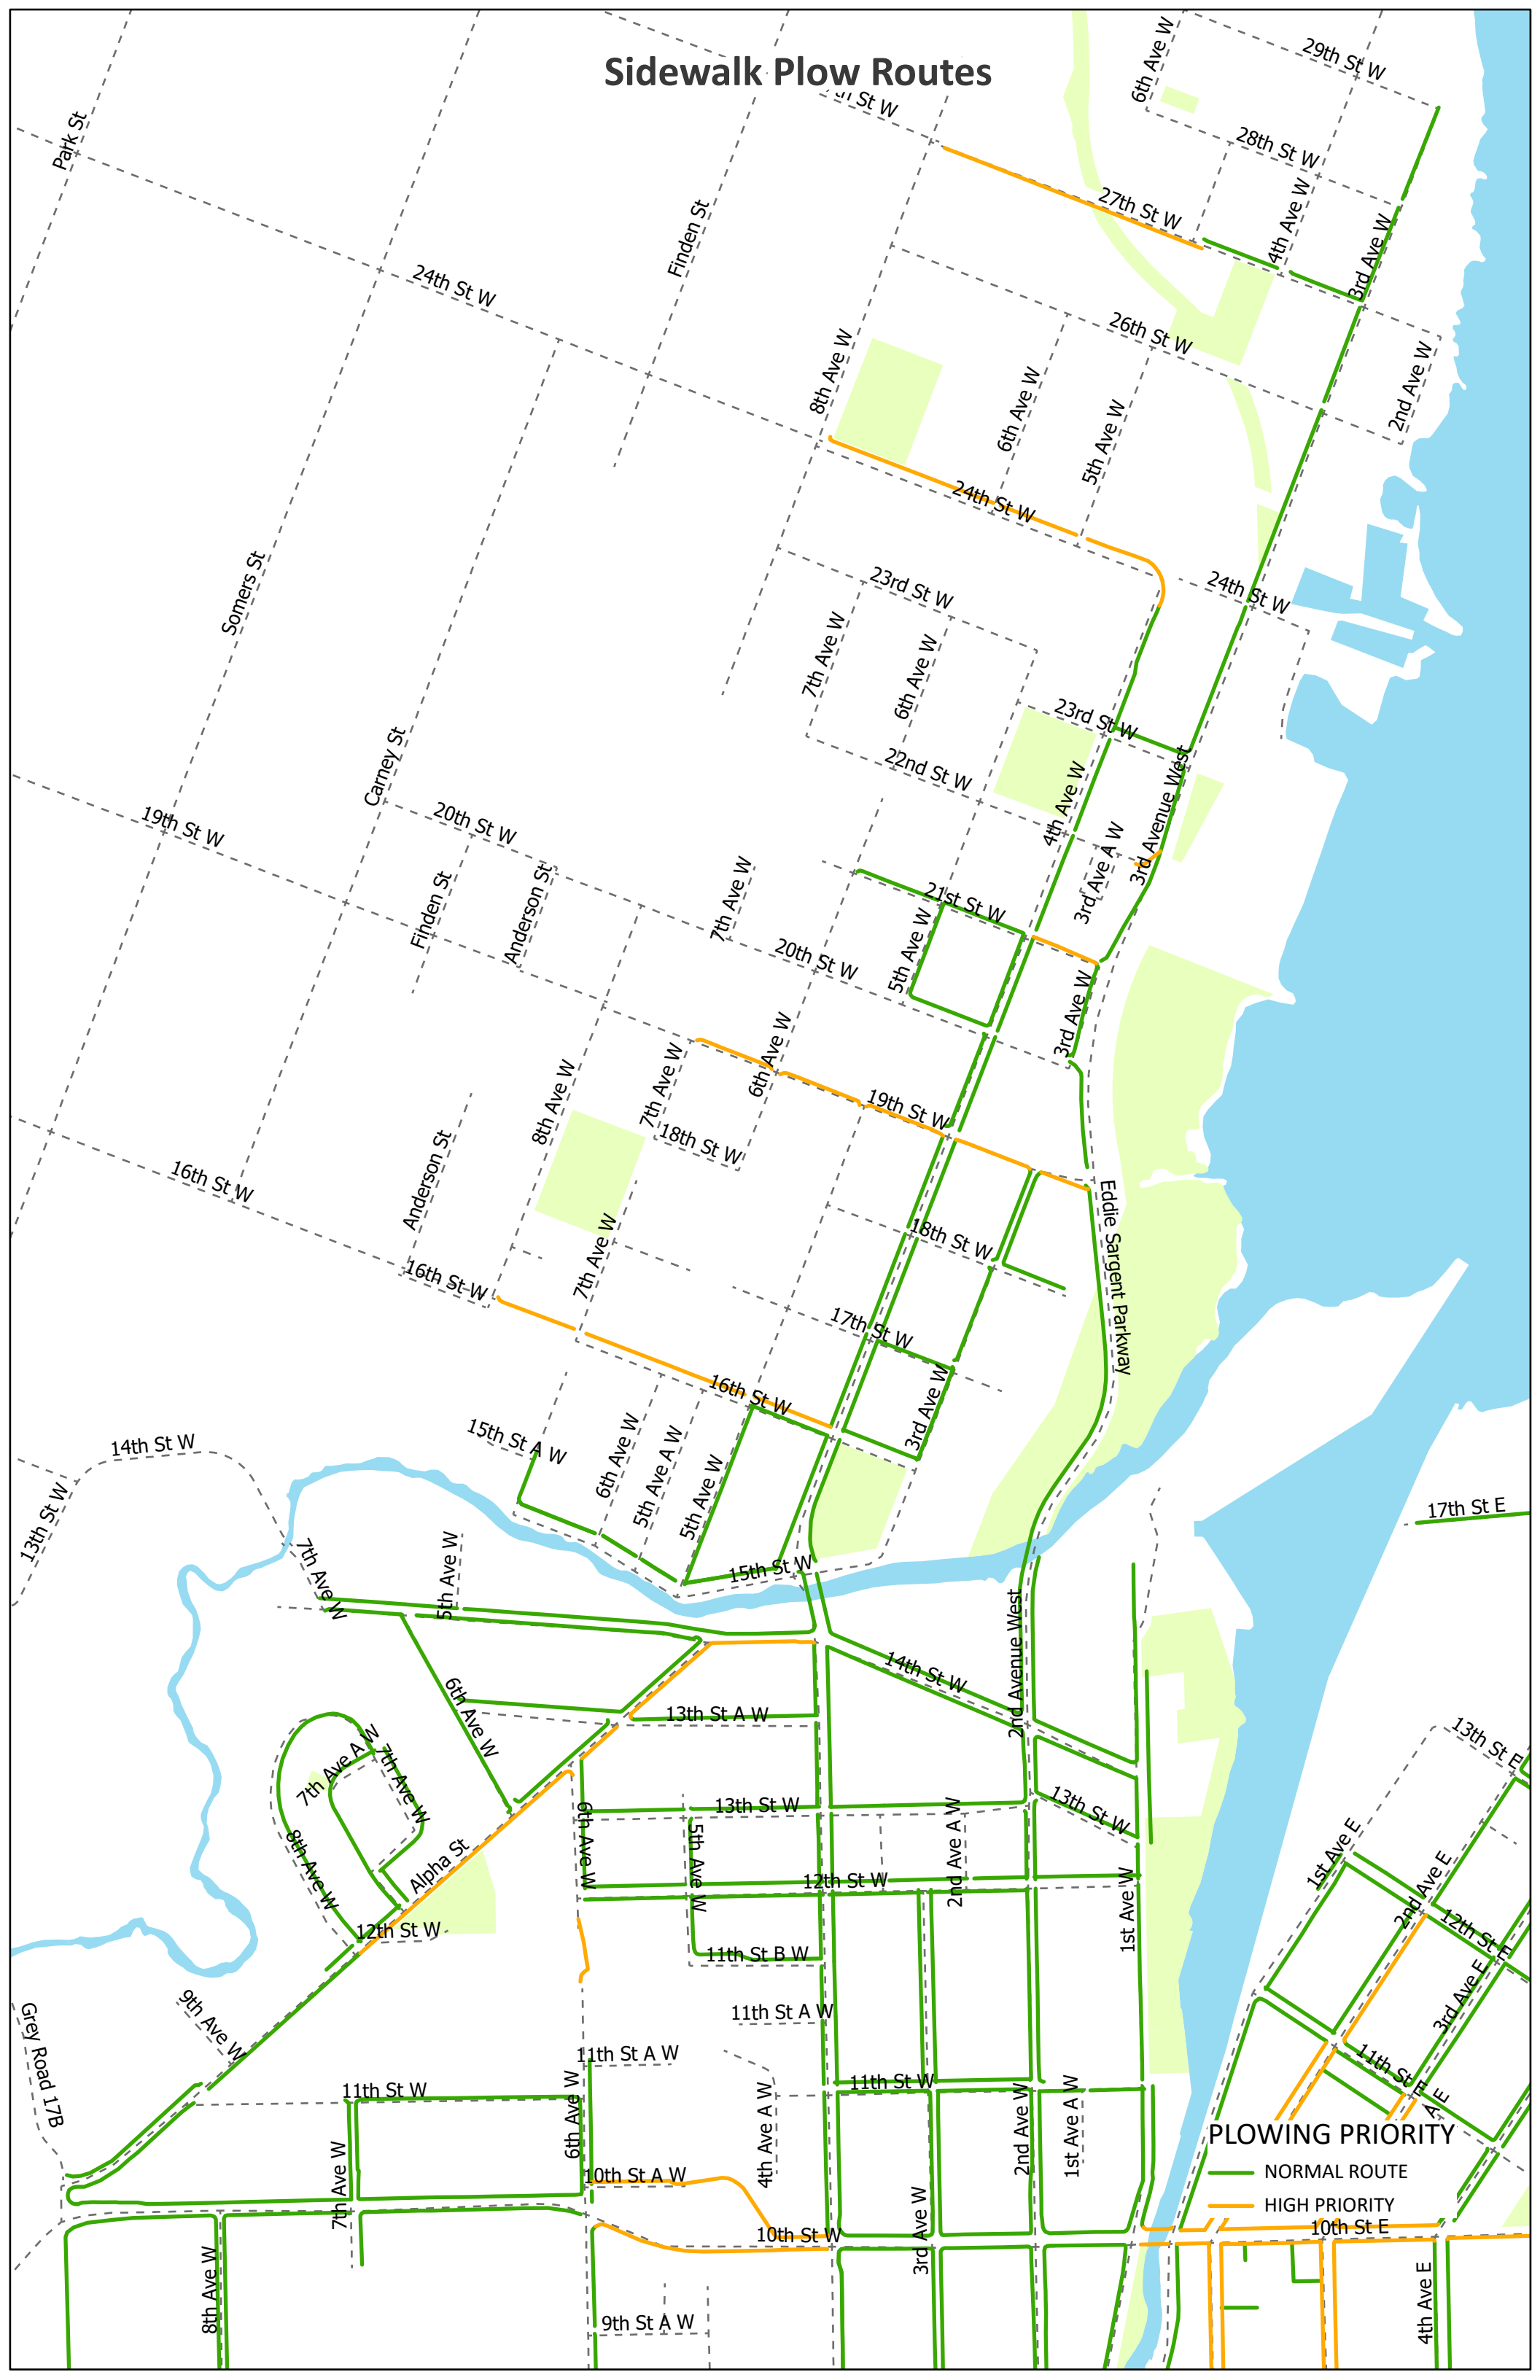 Sidewalk Plow Routes
29th St W
6th Ave W
St W
Park St
28th St W
27th St W
4th Ave W
3rd Ave W
Finden St
24th St W
26th St W
8th Ave W
6th Ave W
5th Ave W
2nd Ave W
24th St W
24th St W
23rd St W
Somers St
7th Ave W
6th Ave W
23rd St W
22nd St W
Carney St
4th Ave W
3rd Avenue West
3rd Ave A W
19th St W
20th St W
Finden St
Anderson St
7th Ave W
21st St W
5th Ave W
20th St W
3rd Ave W
6th Ave W
7th Ave W
8th Ave W
19th St W
18th St W
Anderson St
16th St W
Eddie Sargent Parkway
18th St W
7th Ave W
16th St W
17th St W
16th St W
3rd Ave W
14th St W
15th St A W
6th Ave W
5th Ave A W
5th Ave W
13th St W
17th St E
7th Ave W
5th Ave W
15th St W
2nd Avenue West
14th St W
6th Ave W
13th St A W
13th St E
7th Ave A W
7th Ave W
8th Ave W
Alpha St
6th Ave W
13th St W
5th Ave W
2nd Ave A W
13th St W
12th St W
1st Ave W
1st Ave E
2nd Ave E
12th St E
3rd Ave E
12th St W
11th St B W
9th Ave W
Grey Road 17B
11th St A W
11th St A W
11th St W
11th St W
11th St E
A E
6th Ave W
4th Ave A W
2nd Ave W
1st Ave A W
7th Ave W
10th St A W
PLOWING PRIORITY
NORMAL ROUTE
HIGH PRIORITY
10th St W
10th St E
3rd Ave W
8th Ave W
4th Ave E
9th St A W